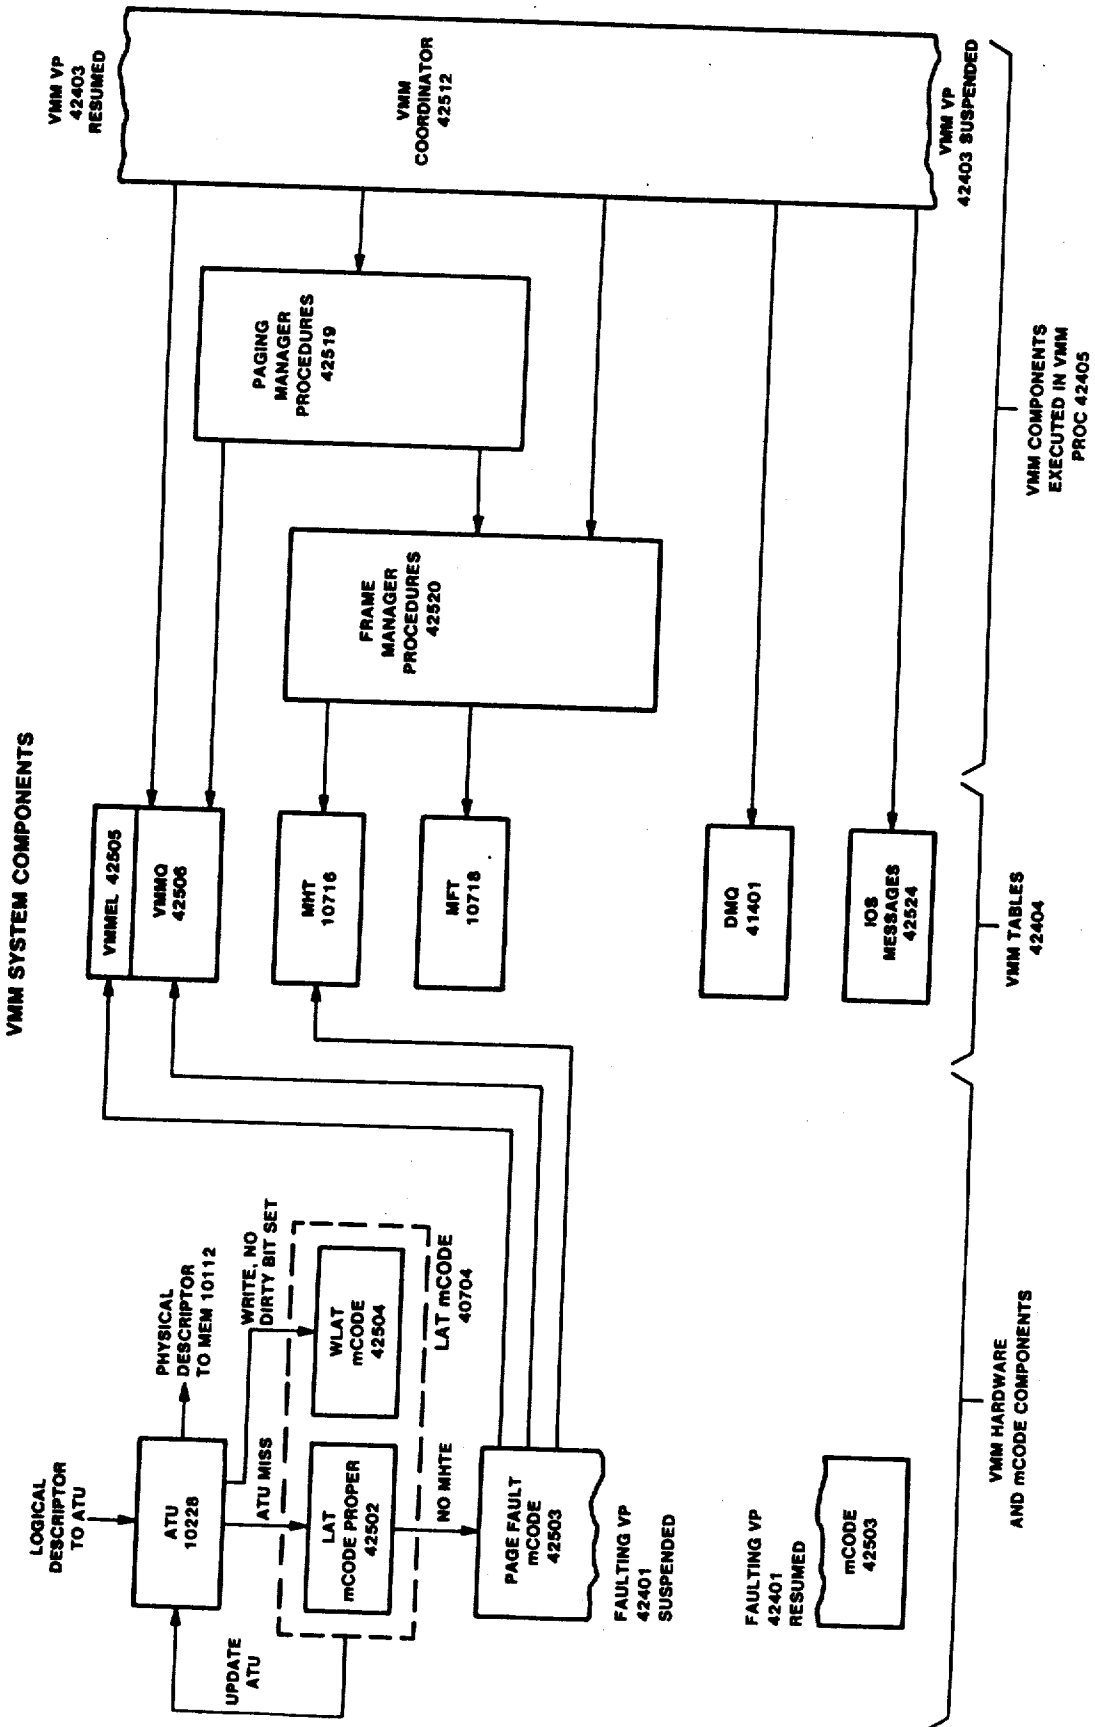 VMM SYSTEM COMPONENTS
LOGICAL
DESCRIPTOR
TO ATU
ATU
10228
PHYSICAL
DESCRIPTOR
TO MEM 10112
UPDATE
ATU
ATU MISS
WRITE, NO
DIRTY BIT SET
LAT
mCODE PROPER
42502
WLAT
mCODE
42504
LAT mCODE
40704
NO MHTE
PAGE FAULT
mCODE
42503
FAULTING VP
42401
SUSPENDED
FAULTING VP
42401
RESUMED
mCODE
42503
VMM HARDWARE
AND mCODE COMPONENTS
VMMEL 42505
VMMQ
42506
MHT
10716
MFT
10718
DMQ
41401
IOS
MESSAGES
42524
VMM TABLES
42404
PAGING
MANAGER
PROCEDURES
42519
FRAME
MANAGER
PROCEDURES
42520
VMM VP
42403
RESUMED
VMM
COORDINATOR
42512
VMM VP
42403 SUSPENDED
VMM COMPONENTS
EXECUTED IN VMM
PROC 42405